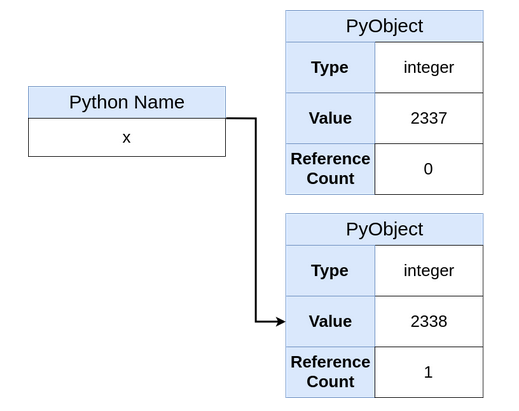 PyObject
Type integer
Value 2337
Reference
Count 0
Python Name
x
PyObject
Type integer
Value 2338
Reference
Count 1